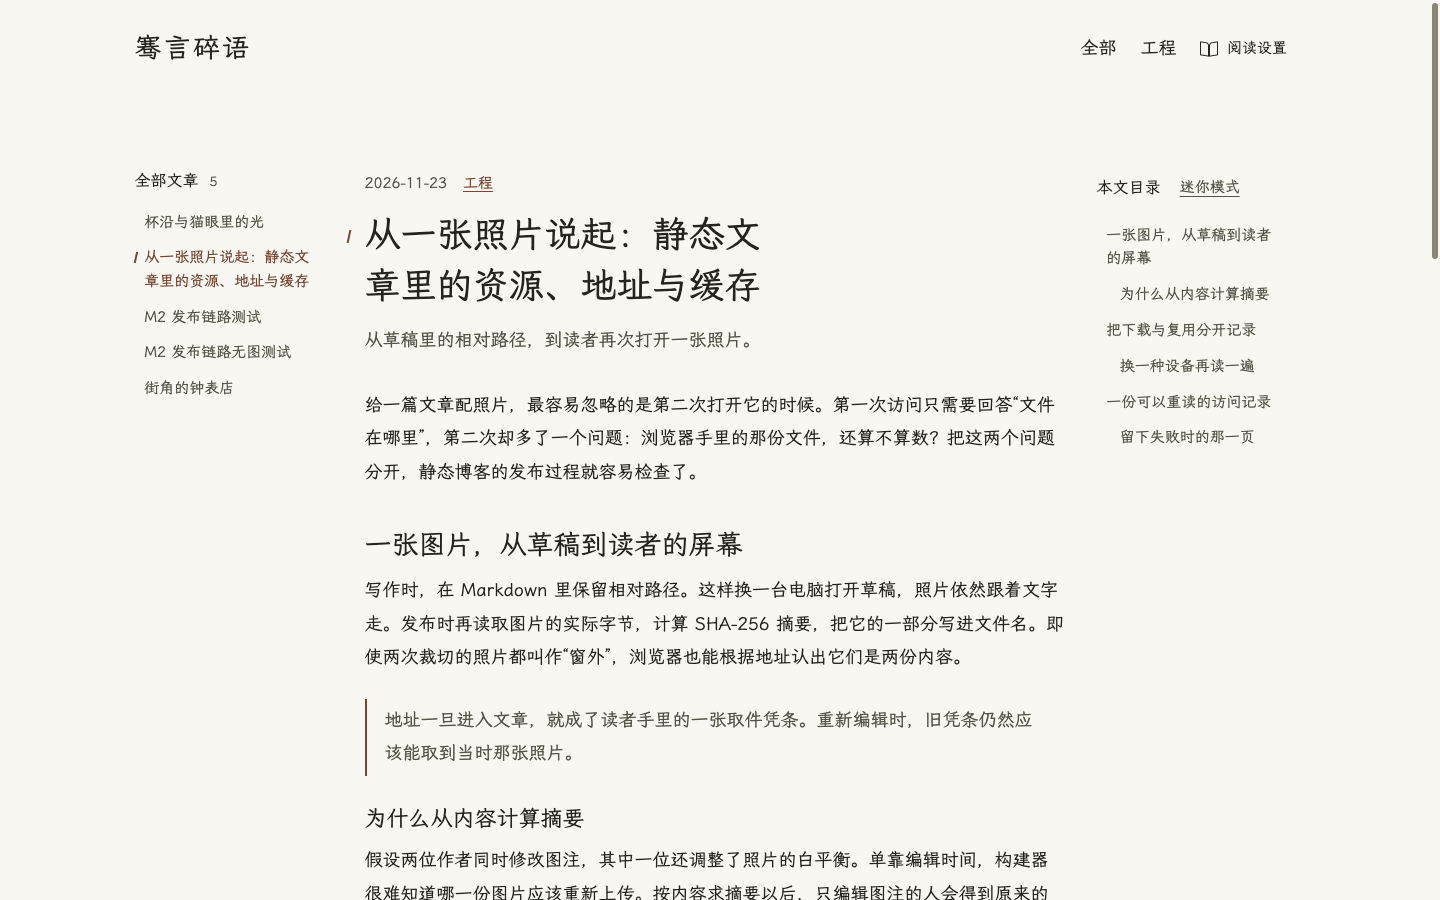 骞言碎语
全部 工程 阅读设置
全部文章 5
杯沿与猫眼里的光
/ 从一张照片说起：静态文
章里的资源、地址与缓存
M2 发布链路测试
M2 发布链路无图测试
街角的钟表店
2026-11-23 工程
/ 从一张照片说起：静态文
章里的资源、地址与缓存
从草稿里的相对路径，到读者再次打开一张照片。
给一篇文章配照片，最容易忽略的是第二次打开它的时候。第一次访问只需要回答“文件
在哪里”，第二次却多了一个问题：浏览器手里的那份文件，还算不算数？把这两个问题
分开，静态博客的发布过程就容易检查了。
一张图片，从草稿到读者的屏幕
写作时，在 Markdown 里保留相对路径。这样换一台电脑打开草稿，照片依然跟着文字
走。发布时再读取图片的实际字节，计算 SHA-256 摘要，把它的一部分写进文件名。即
使两次裁切的照片都叫作“窗外”，浏览器也能根据地址认出它们是两份内容。
地址一旦进入文章，就成了读者手里的一张取件凭条。重新编辑时，旧凭条仍然应
该能取到当时那张照片。
为什么从内容计算摘要
假设两位作者同时修改图注，其中一位还调整了照片的白平衡。单靠编辑时间，构建器
很难知道哪一份图片应该重新上传。按内容求摘要以后，只编辑图注的人会得到原来的
本文目录 迷你模式
一张图片，从草稿到读者
的屏幕
为什么从内容计算摘要
把下载与复用分开记录
换一种设备再读一遍
一份可以重读的访问记录
留下失败时的那一页